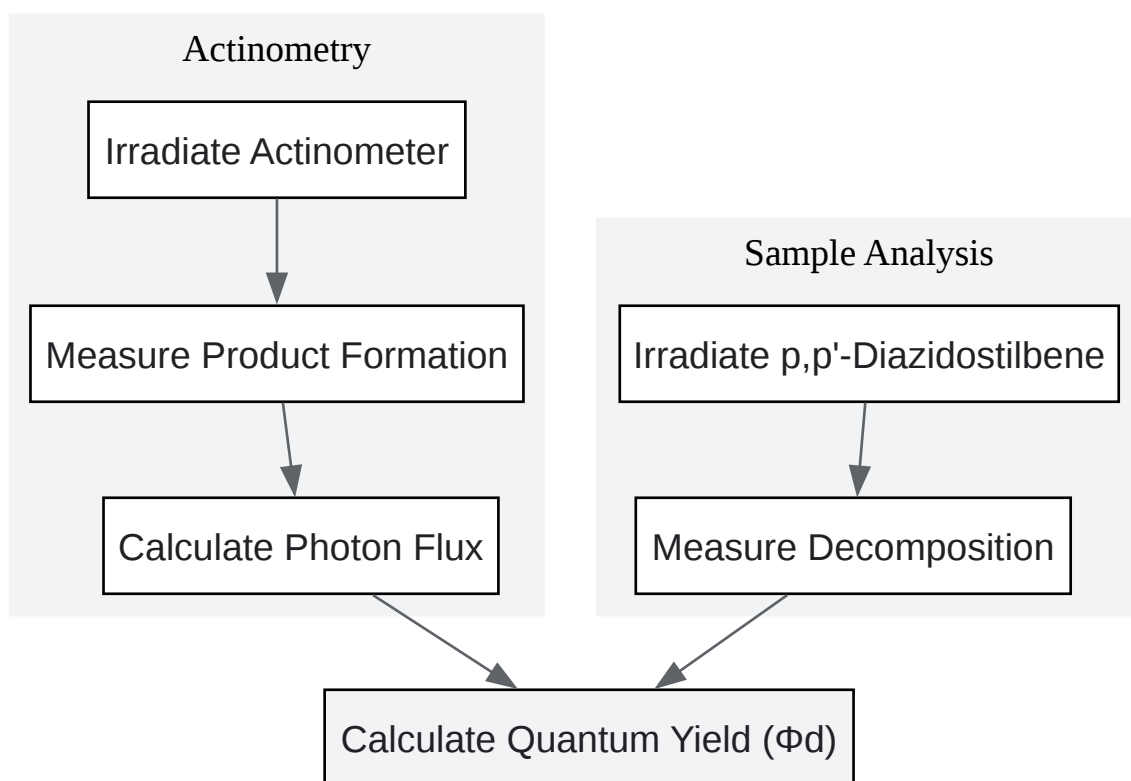 Actinometry
Irradiate Actinometer
Measure Product Formation
Calculate Photon Flux
Sample Analysis
Irradiate p,p'-Diazidostilbene
Measure Decomposition
Calculate Quantum Yield (Φd)